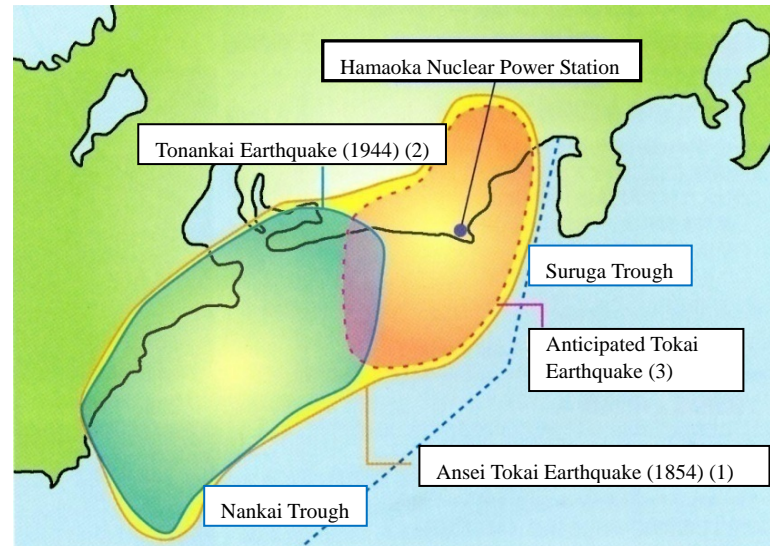 Hamaoka Nuclear Power Station
Tonankai Earthquake (1944) (2)
Suruga Trough
Anticipated Tokai
Earthquake (3)
Ansei Tokai Earthquake (1854) (1)
Nankai Trough